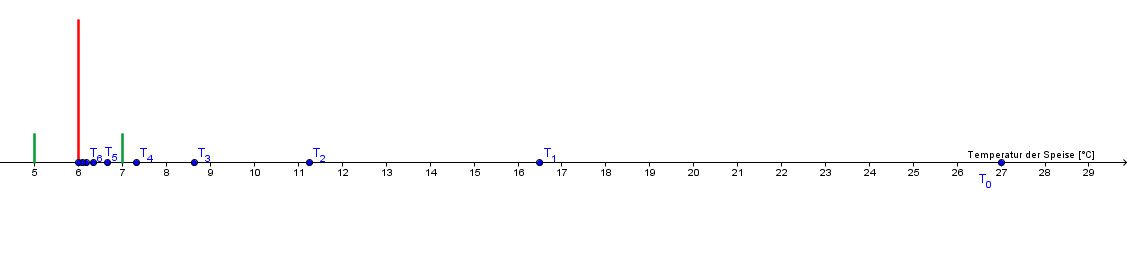 T6 T5 T4 T3 T2 T1 Temperatur der Speise [°C]
5 6 7 8 9 10 11 12 13 14 15 16 17 18 19 20 21 22 23 24 25 26 27 28 29
T0